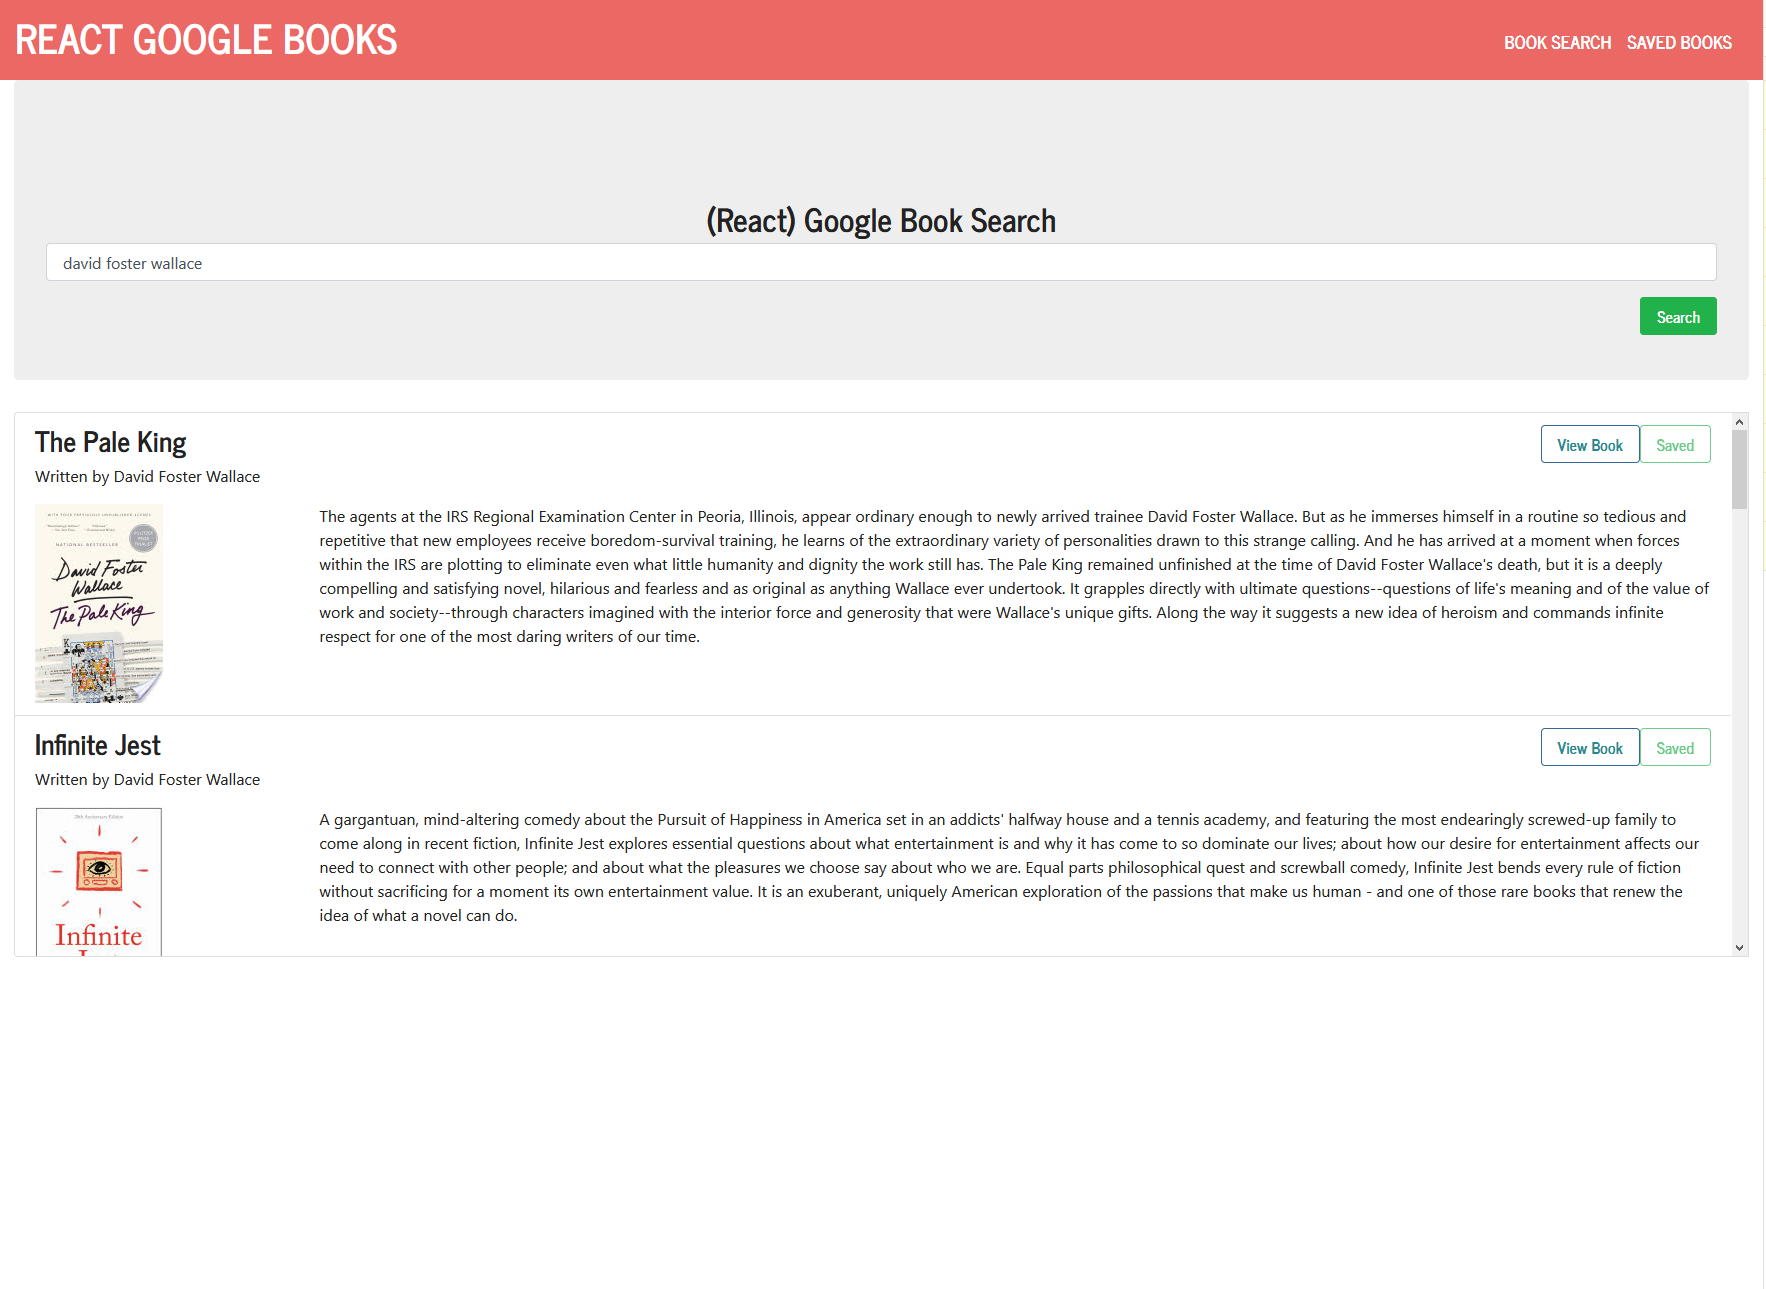 REACT GOOGLE BOOKS
BOOK SEARCH SAVED BOOKS
(React) Google Book Search
david foster wallace
Search
The Pale King
View Book Saved
Written by David Foster Wallace
WITH FOUR PREVIOUSLY UNPUBLISHED SCENES
PULITZER PRIZE FINALIST
NATIONAL BESTSELLER
David Foster
Wallace
The Pale King
K
The agents at the IRS Regional Examination Center in Peoria, Illinois, appear ordinary enough to newly arrived trainee David Foster Wallace. But as he immerses himself in a routine so tedious and
repetitive that new employees receive boredom-survival training, he learns of the extraordinary variety of personalities drawn to this strange calling. And he has arrived at a moment when forces
within the IRS are plotting to eliminate even what little humanity and dignity the work still has. The Pale King remained unfinished at the time of David Foster Wallace's death, but it is a deeply
compelling and satisfying novel, hilarious and fearless and as original as anything Wallace ever undertook. It grapples directly with ultimate questions--questions of life's meaning and of the value of
work and society--through characters imagined with the interior force and generosity that were Wallace's unique gifts. Along the way it suggests a new idea of heroism and commands infinite
respect for one of the most daring writers of our time.
Infinite Jest
View Book Saved
Written by David Foster Wallace
20th Anniversary Edition
Infinite
A gargantuan, mind-altering comedy about the Pursuit of Happiness in America set in an addicts' halfway house and a tennis academy, and featuring the most endearingly screwed-up family to
come along in recent fiction, Infinite Jest explores essential questions about what entertainment is and why it has come to so dominate our lives; about how our desire for entertainment affects our
need to connect with other people; and about what the pleasures we choose say about who we are. Equal parts philosophical quest and screwball comedy, Infinite Jest bends every rule of fiction
without sacrificing for a moment its own entertainment value. It is an exuberant, uniquely American exploration of the passions that make us human - and one of those rare books that renew the
idea of what a novel can do.